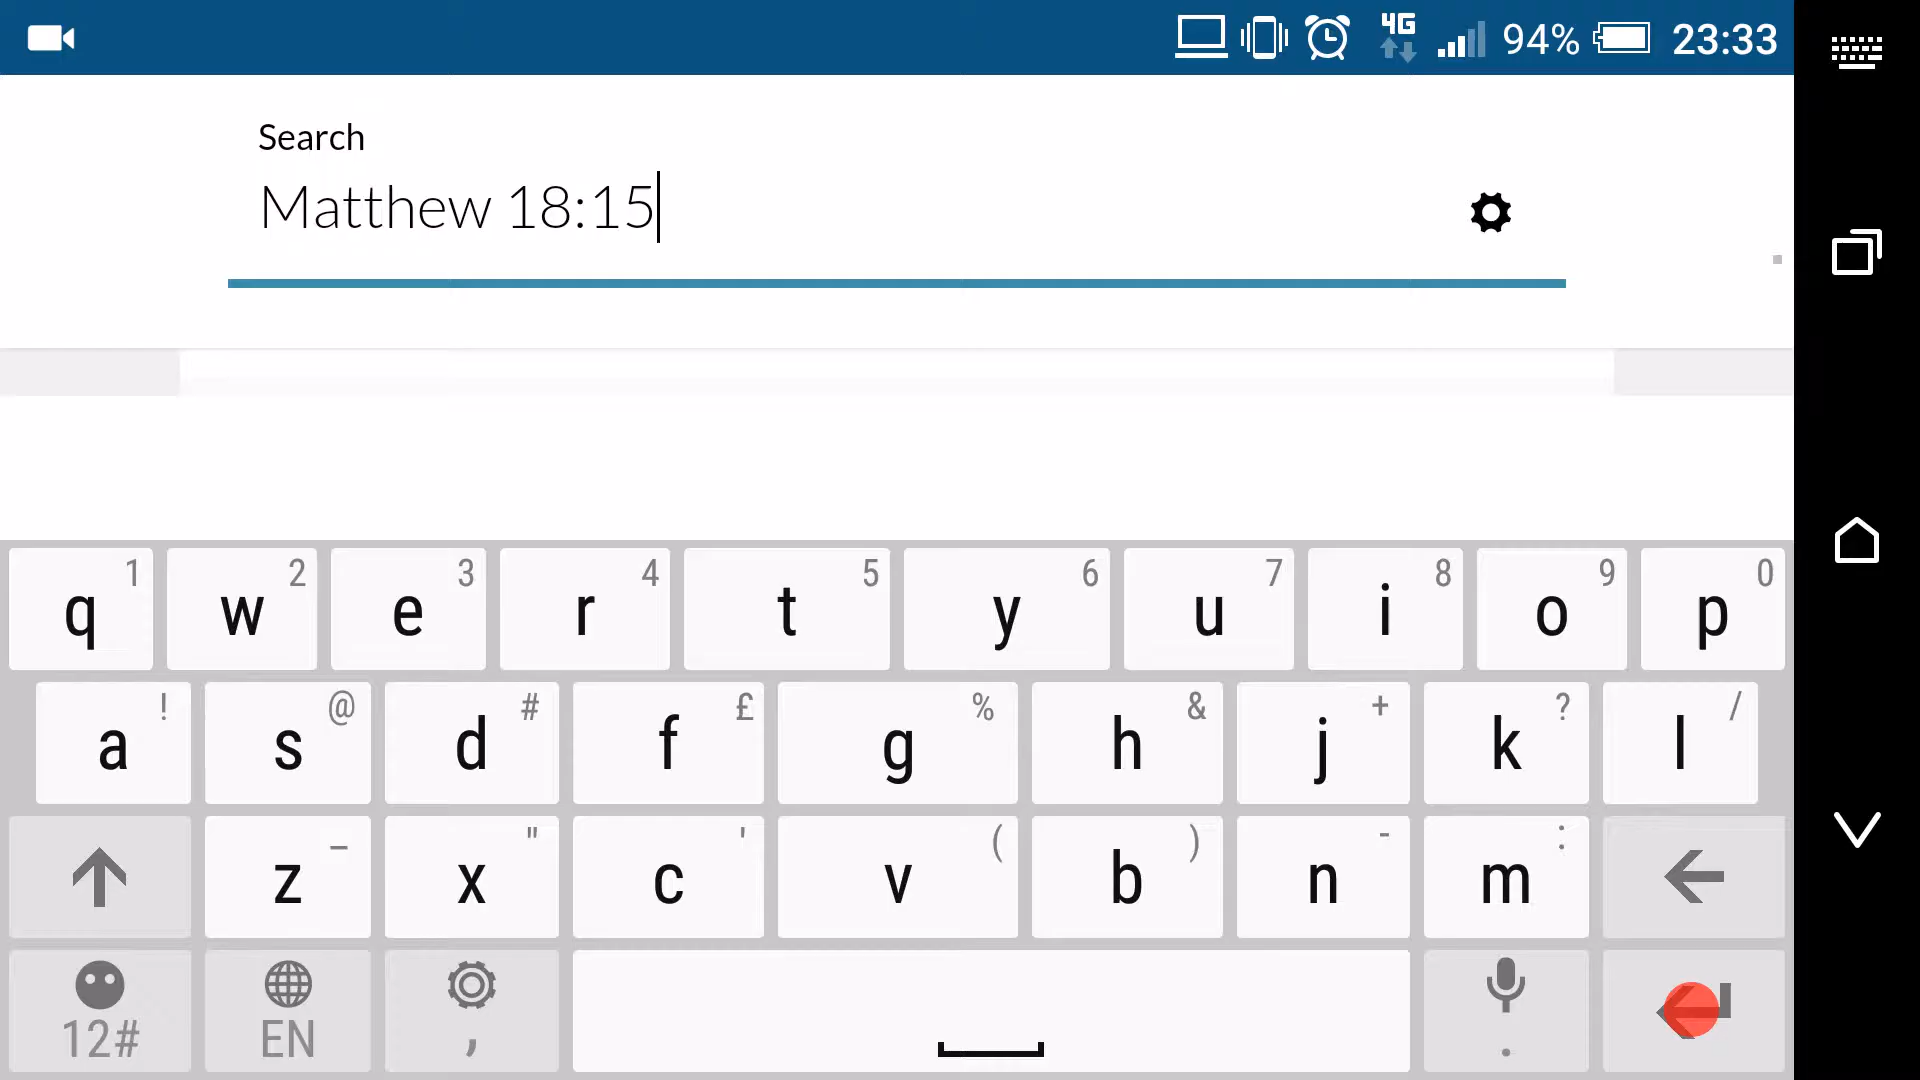 4G 94% 23:33
Search
Matthew 18:15
q 1 w 2 e 3 r 4 t 5 y 6 u 7 i 8 o 9 p 0
a ! s @ d # f £ g % h & j + k ? l /
z _ x " c ' v ( b ) n - m :
12# EN , .